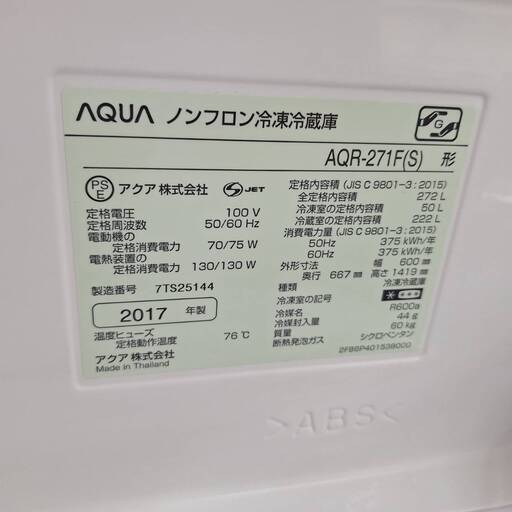 AQUA ノンフロン冷凍冷蔵庫
G
AQR-271F(S) 形
PS
E
アクア株式会社 S JET
定格電圧 100 V
定格周波数 50/60 Hz
電動機の
定格消費電力 70/75 W
電熱装置の
定格消費電力 130/130 W
製造番号 7TS25144
2017 年製
温度ヒューズ
定格動作温度 76℃
アクア株式会社
Made in Thailand
定格内容積 (JIS C 9801-3:2015)
全定格内容積 272 L
冷凍室の定格内容積 50 L
冷蔵室の定格内容積 222 L
消費電力量 (JIS C 9801-3:2015)
50Hz 375 kWh/年
60Hz 375 kWh/年
外形寸法 幅 600 mm
奥行 667 mm 高さ 1419 mm
種類 冷凍冷蔵庫
冷凍室の記号
冷媒名 R600a
冷媒封入量 44 g
質量 60 kg
断熱発泡ガス シクロペンタン
>ABS<